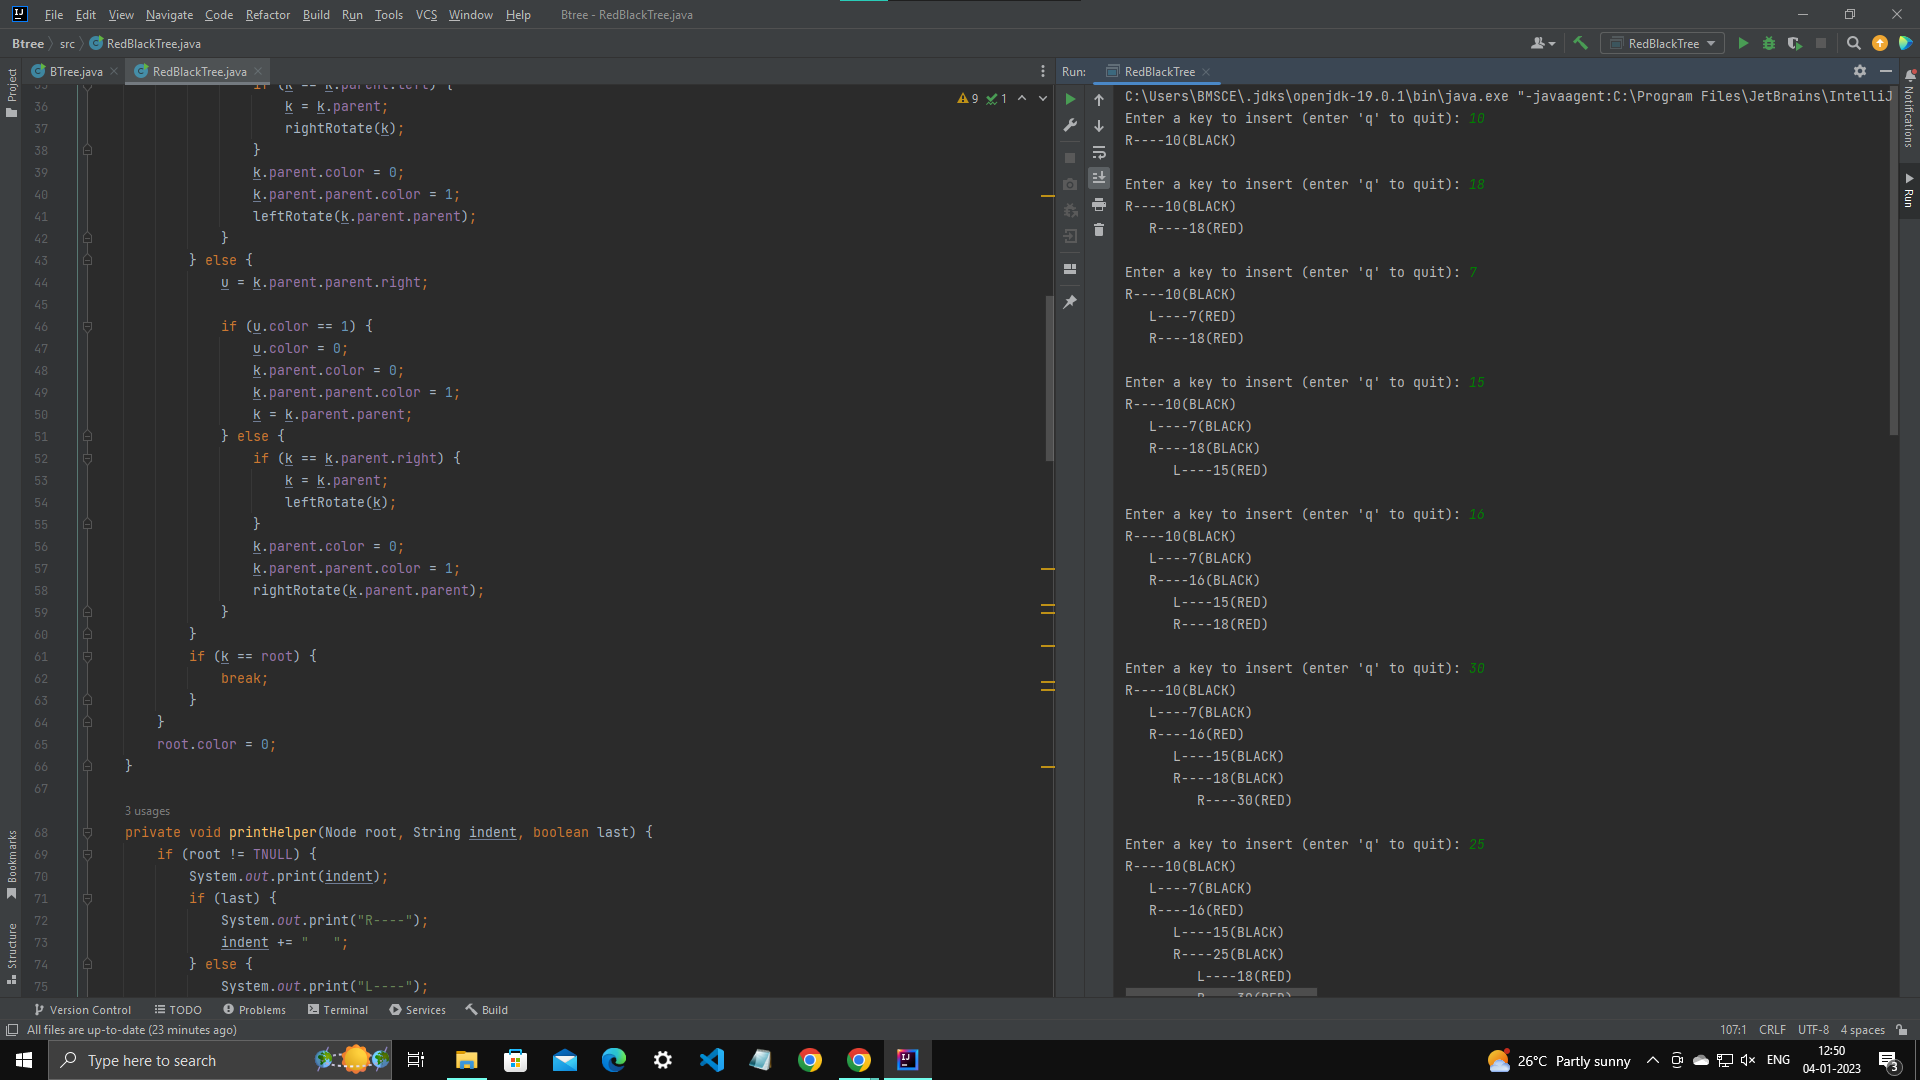 File Edit View Navigate Code Refactor Build Run Tools VCS Window Help Btree - RedBlackTree.java
Btree src RedBlackTree.java
RedBlackTree
Project
BTree.java
RedBlackTree.java
9 1
36 k = k.parent;
37 rightRotate(k);
38 }
39 k.parent.color = 0;
40 k.parent.parent.color = 1;
41 leftRotate(k.parent.parent);
42 }
43 } else {
44 u = k.parent.parent.right;
45
46 if (u.color == 1) {
47 u.color = 0;
48 k.parent.color = 0;
49 k.parent.parent.color = 1;
50 k = k.parent.parent;
51 } else {
52 if (k == k.parent.right) {
53 k = k.parent;
54 leftRotate(k);
55 }
56 k.parent.color = 0;
57 k.parent.parent.color = 1;
58 rightRotate(k.parent.parent);
59 }
60 }
61 if (k == root) {
62 break;
63 }
64 }
65 root.color = 0;
66 }
67
3 usages
68 private void printHelper(Node root, String indent, boolean last) {
69 if (root != TNULL) {
70 System.out.print(indent);
71 if (last) {
72 System.out.print("R----");
73 indent += "   ";
74 } else {
75 System.out.print("L----");
Bookmarks
Structure
Run: RedBlackTree
C:\Users\BMSCE\.jdks\openjdk-19.0.1\bin\java.exe "-javaagent:C:\Program Files\JetBrains\IntelliJ
Enter a key to insert (enter 'q' to quit): 10
R----10(BLACK)
Enter a key to insert (enter 'q' to quit): 18
R----10(BLACK)
R----18(RED)
Enter a key to insert (enter 'q' to quit): 7
R----10(BLACK)
L----7(RED)
R----18(RED)
Enter a key to insert (enter 'q' to quit): 15
R----10(BLACK)
L----7(BLACK)
R----18(BLACK)
L----15(RED)
Enter a key to insert (enter 'q' to quit): 16
R----10(BLACK)
L----7(BLACK)
R----16(BLACK)
L----15(RED)
R----18(RED)
Enter a key to insert (enter 'q' to quit): 30
R----10(BLACK)
L----7(BLACK)
R----16(RED)
L----15(BLACK)
R----18(BLACK)
R----30(RED)
Enter a key to insert (enter 'q' to quit): 25
R----10(BLACK)
L----7(BLACK)
R----16(RED)
L----15(BLACK)
R----25(BLACK)
L----18(RED)
Notifications
Run
Version Control TODO Problems Terminal Services Build
All files are up-to-date (23 minutes ago)
107:1 CRLF UTF-8 4 spaces
Type here to search
26°C Partly sunny
ENG
12:50
04-01-2023
3